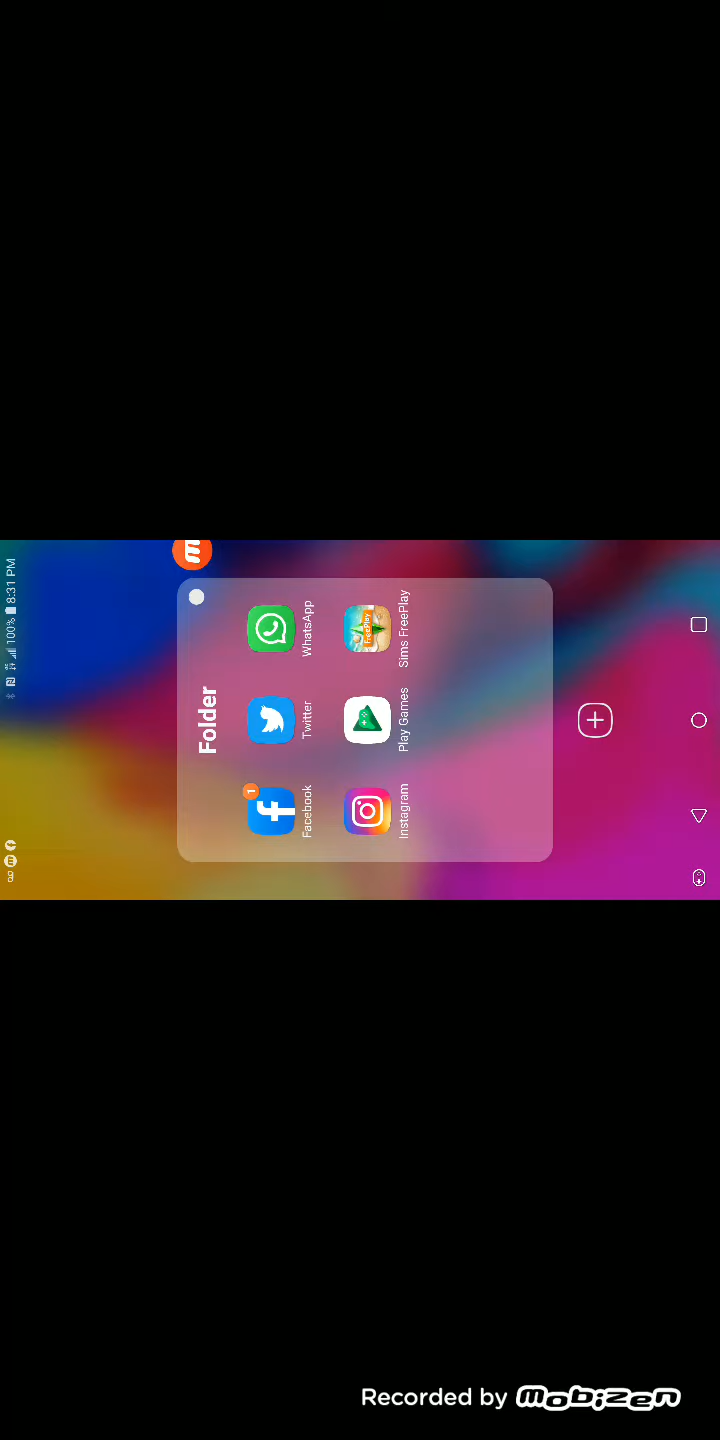 100% 8:31 PM
Folder
1
Facebook Twitter WhatsApp
Instagram Play Games Sims FreePlay
Recorded by mobizen